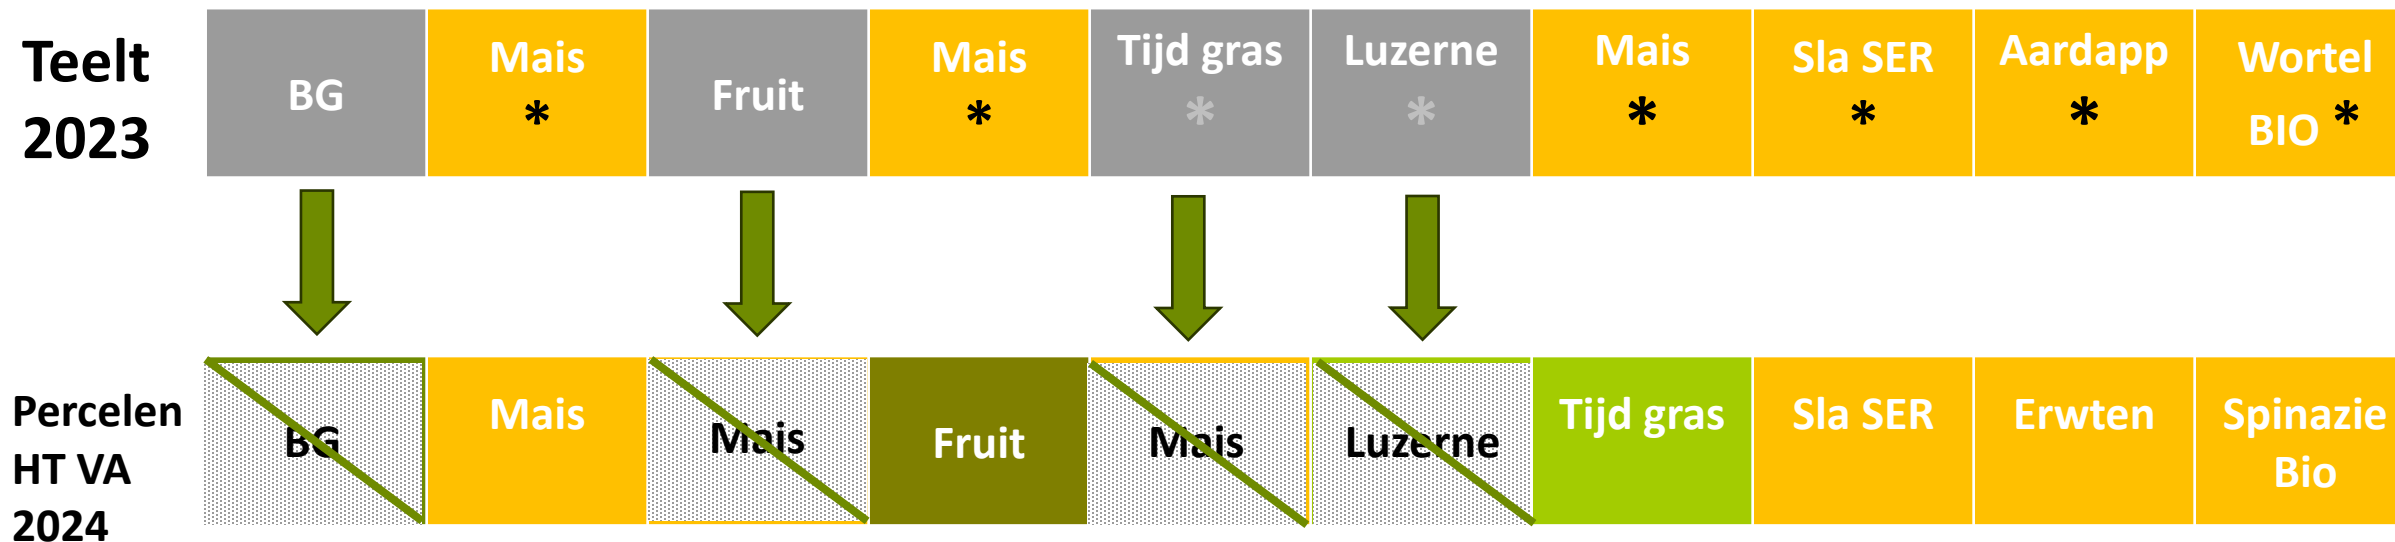 Teelt
2023
BG
Mais
*
Fruit
Mais
*
Tijd gras
*
Luzerne
*
Mais
*
Sla SER
*
Aardapp
*
Wortel
BIO *
Percelen
HT VA
2024
BG
Mais
Mais
Fruit
Mais
Luzerne
Tijd gras
Sla SER
Erwten
Spinazie
Bio